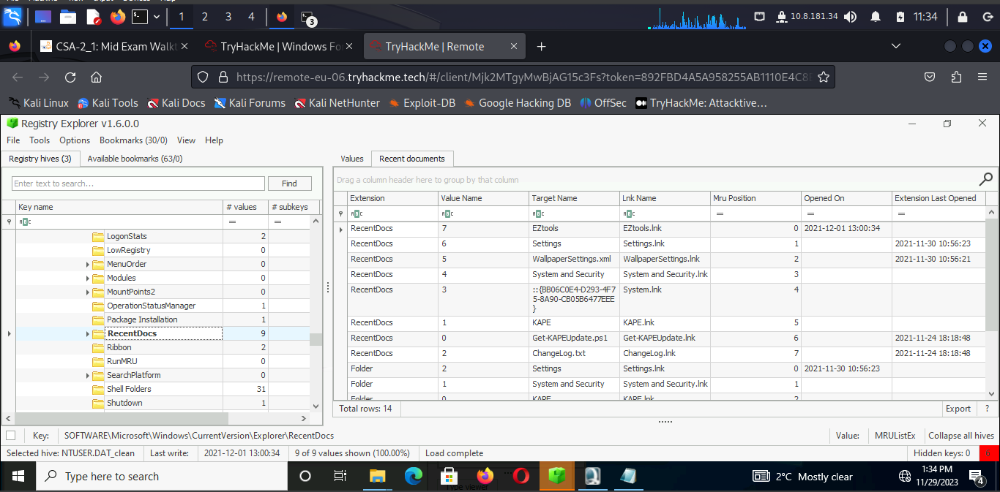 1 2 3 4 3 10.8.181.34 11:34
CSA-2_1: Mid Exam Walkt TryHackMe | Windows Fo TryHackMe | Remote
https://remote-eu-06.tryhackme.tech/#/client/Mjk2MTgyMwBjAG15c3Fs?token=892FBD4A5A958255AB1110E4C8
Kali Linux Kali Tools Kali Docs Kali Forums Kali NetHunter Exploit-DB Google Hacking DB OffSec TryHackMe: Attacktive…
Registry Explorer v1.6.0.0
File Tools Options Bookmarks (30/0) View Help
Registry hives (3) Available bookmarks (63/0) Values Recent documents
Enter text to search... Find Drag a column header here to group by that column
Key name # values # subkeys Extension Value Name Target Name Lnk Name Mru Position Opened On Extension Last Opened
RecentDocs 7 EZtools EZtools.lnk 0 2021-12-01 13:00:34
LogonStats 2
RecentDocs 6 Settings Settings.lnk 1 2021-11-30 10:56:23
LowRegistry 0
RecentDocs 5 WallpaperSettings.xml WallpaperSettings.lnk 2 2021-11-30 10:56:21
MenuOrder 0
RecentDocs 4 System and Security System and Security.lnk 3
Modules 0
RecentDocs 3 ::{BB06C0E4-D293-4F75-8A90-CB05B6477EEE} System.lnk 4
MountPoints2 0
OperationStatusManager 1
Package Installation 1
RecentDocs 1 KAPE KAPE.lnk 5
RecentDocs 9
RecentDocs 0 Get-KAPEUpdate.ps1 Get-KAPEUpdate.lnk 6 2021-11-24 18:18:48
Ribbon 2
RecentDocs 2 ChangeLog.txt ChangeLog.lnk 7 2021-11-24 18:18:48
RunMRU 0
Folder 2 Settings Settings.lnk 0 2021-11-30 10:56:23
SearchPlatform 0
Folder 1 System and Security System and Security.lnk 1
Shell Folders 31
Folder 0 KAPE KAPE.lnk 2
Shutdown 1
Total rows: 14 Export ?
Key: SOFTWARE\Microsoft\Windows\CurrentVersion\Explorer\RecentDocs Value: MRUListEx Collapse all hives
Selected hive: NTUSER.DAT_clean Last write: 2021-12-01 13:00:34 9 of 9 values shown (100.00%) Load complete Hidden keys: 0
Type here to search Type viewer 2°C Mostly clear 1:34 PM
11/29/2023 4